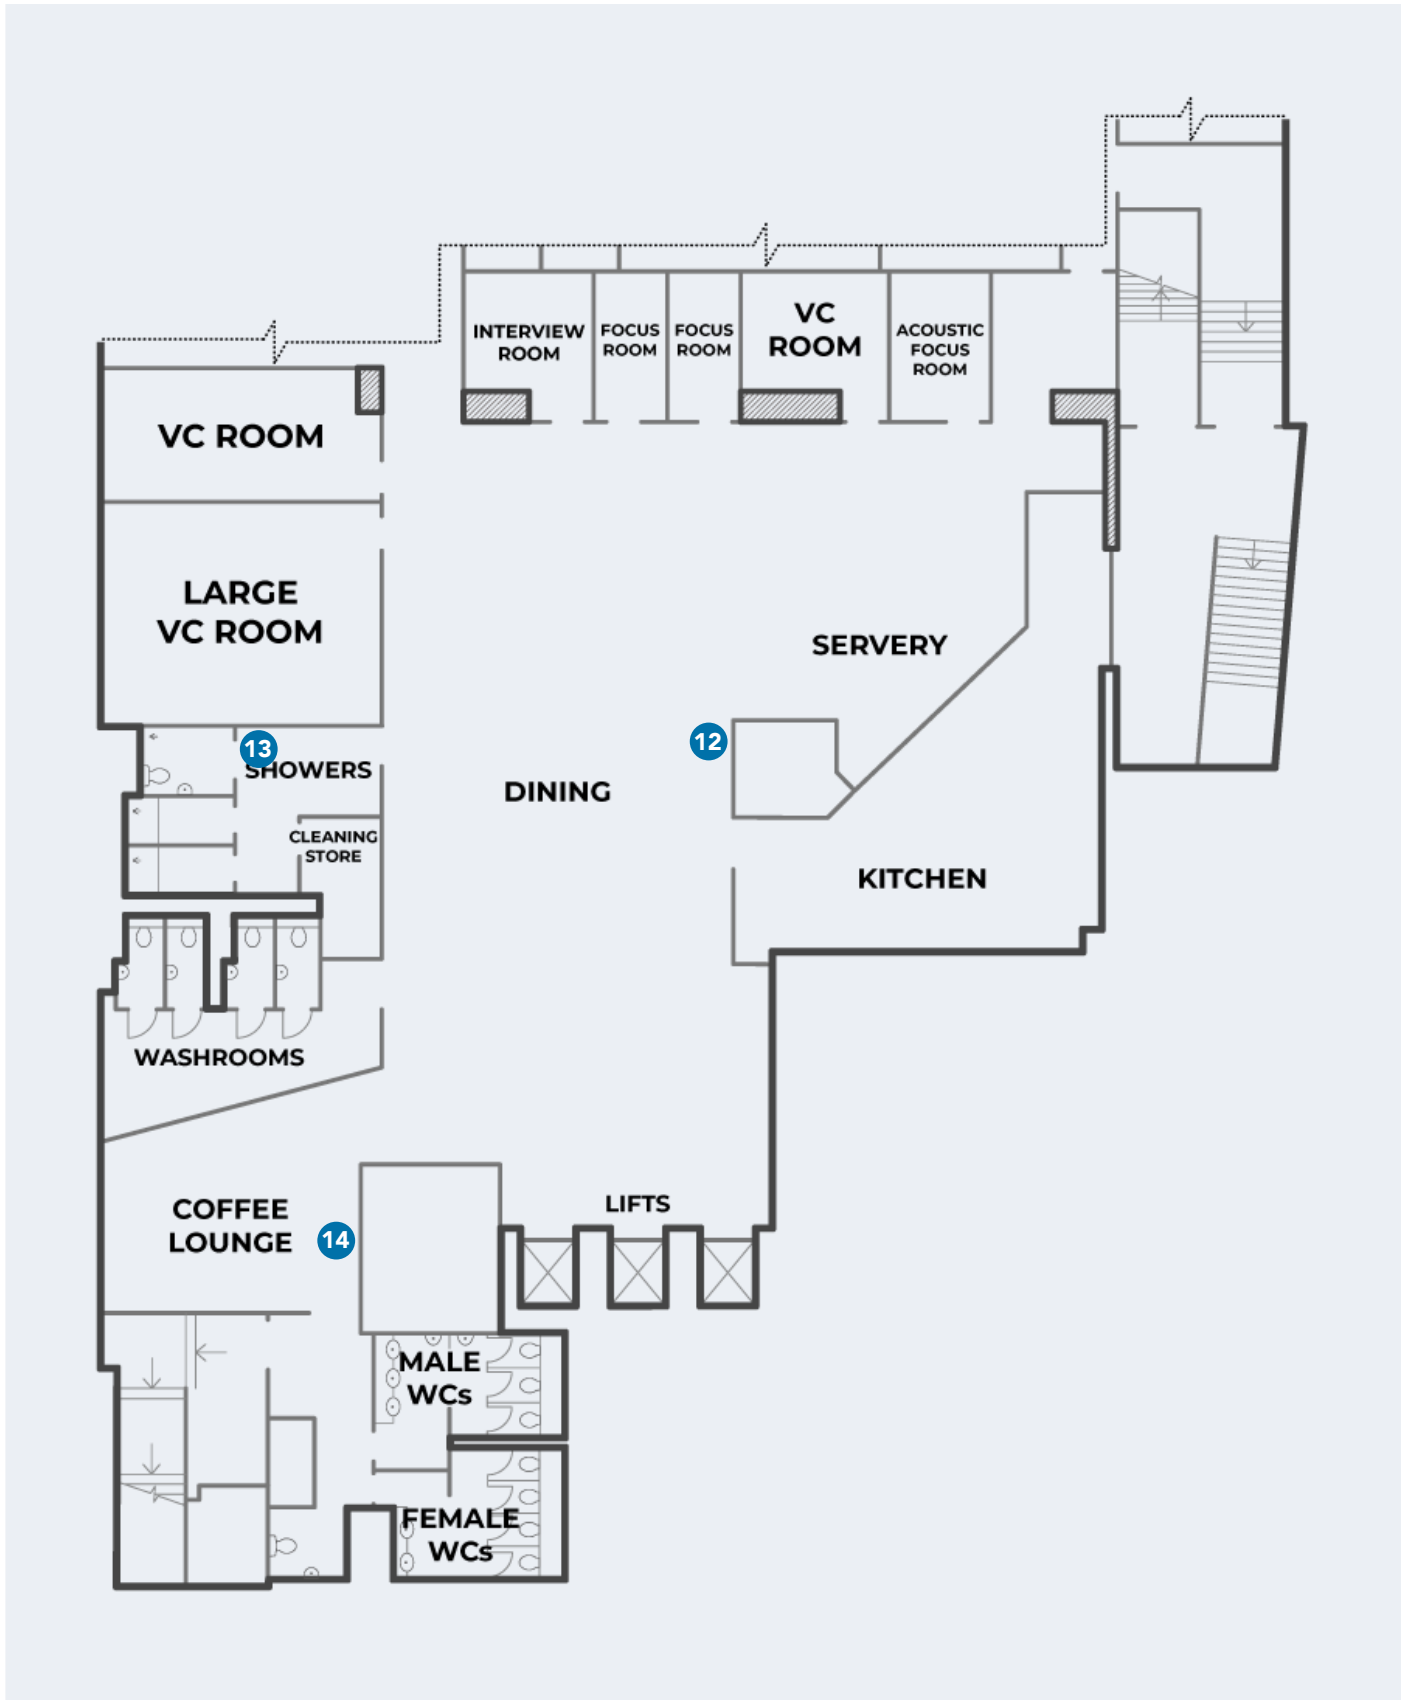 INTERVIEW
ROOM
FOCUS
ROOM
FOCUS
ROOM
VC
ROOM
ACOUSTIC
FOCUS
ROOM
VC ROOM
LARGE
VC ROOM
SERVERY
13
SHOWERS
12
DINING
CLEANING
STORE
KITCHEN
WASHROOMS
COFFEE
LOUNGE
14
LIFTS
MALE
WCs
FEMALE
WCs